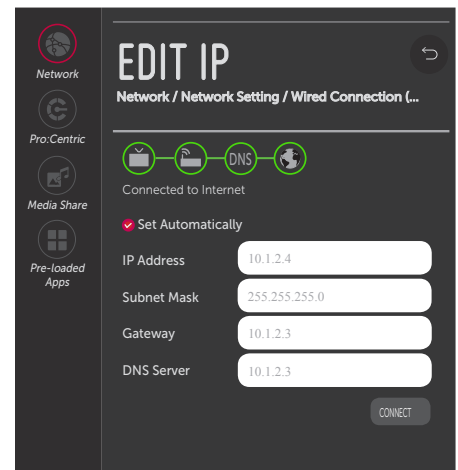 Network
Pro:Centric
Media Share
Pre-loaded
Apps
EDIT IP
Network / Network Setting / Wired Connection (...
DNS
Connected to Internet
Set Automatically
IP Address 10.1.2.4
Subnet Mask 255.255.255.0
Gateway 10.1.2.3
DNS Server 10.1.2.3
CONNECT